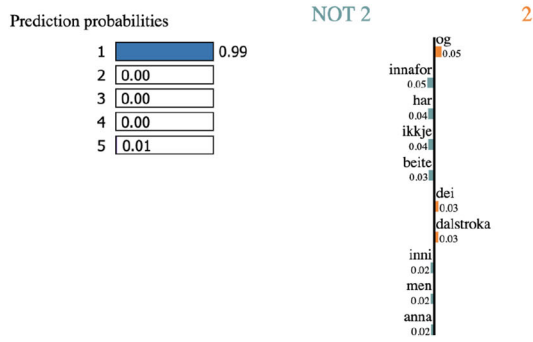 Prediction probabilities
1 0.99
2 0.00
3 0.00
4 0.00
5 0.01
NOT 2 2
og
0.05
innafor
0.05
har
0.04
ikkje
0.04
beite
0.03
dei
0.03
dalstroka
0.03
inni
0.02
men
0.02
anna
0.02